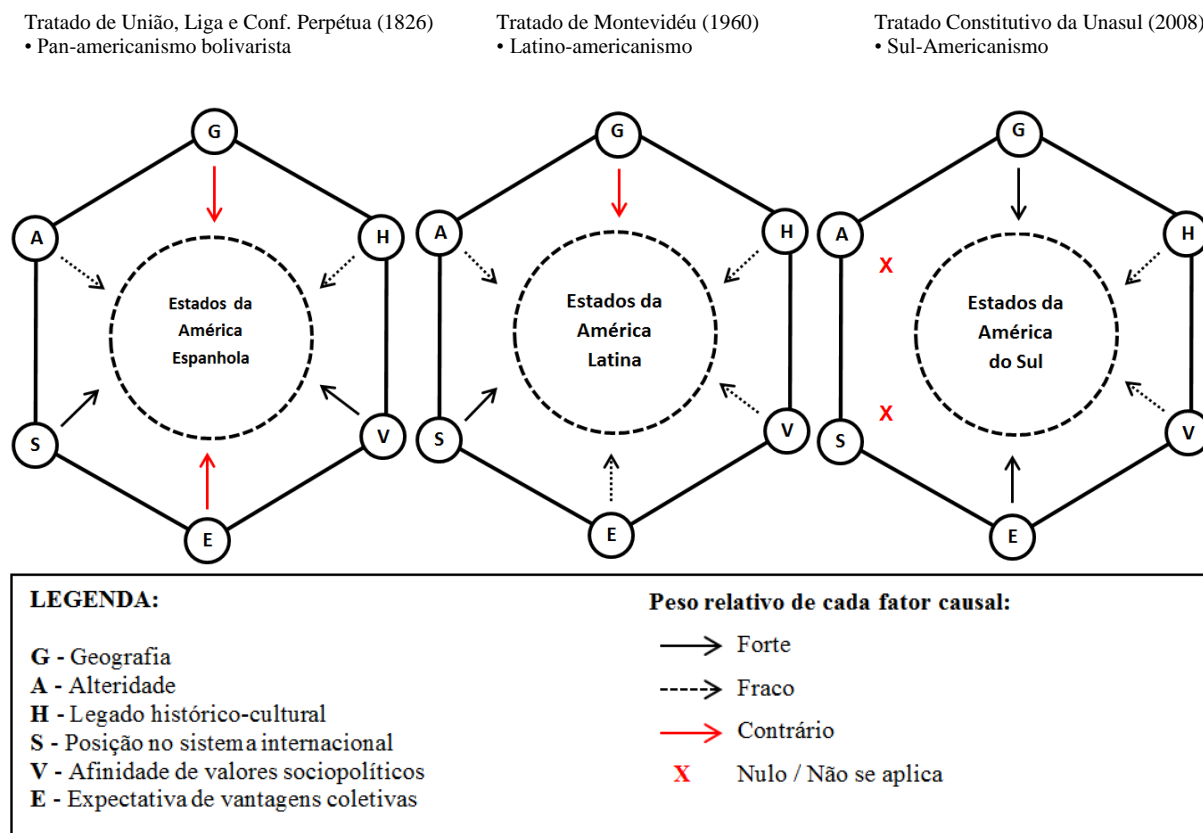 Tratado de União, Liga e Conf. Perpétua (1826)
• Pan-americanismo bolivarista
Tratado de Montevidéu (1960)
• Latino-americanismo
Tratado Constitutivo da Unasul (2008)
• Sul-Americanismo
G
A
H
Estados da
América
Espanhola
S
V
E
G
A
H
Estados da
América
Latina
S
V
E
G
A
X
H
Estados da
América
do Sul
X
S
V
E
LEGENDA:
G - Geografia
A - Alteridade
H - Legado histórico-cultural
S - Posição no sistema internacional
V - Afinidade de valores sociopolíticos
E - Expectativa de vantagens coletivas
Peso relativo de cada fator causal:
Forte
Fraco
Contrário
X Nulo / Não se aplica